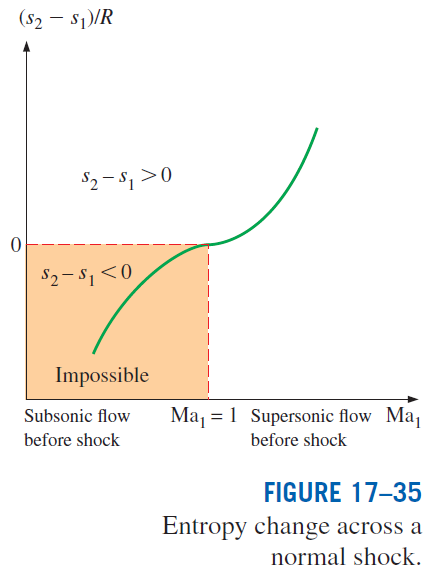 (s₂ − s₁)/R
s₂ − s₁ > 0
0
s₂ − s₁ < 0
Impossible
Subsonic flow
before shock
Ma₁ = 1
Supersonic flow
before shock
Ma₁
FIGURE 17–35
Entropy change across a
normal shock.